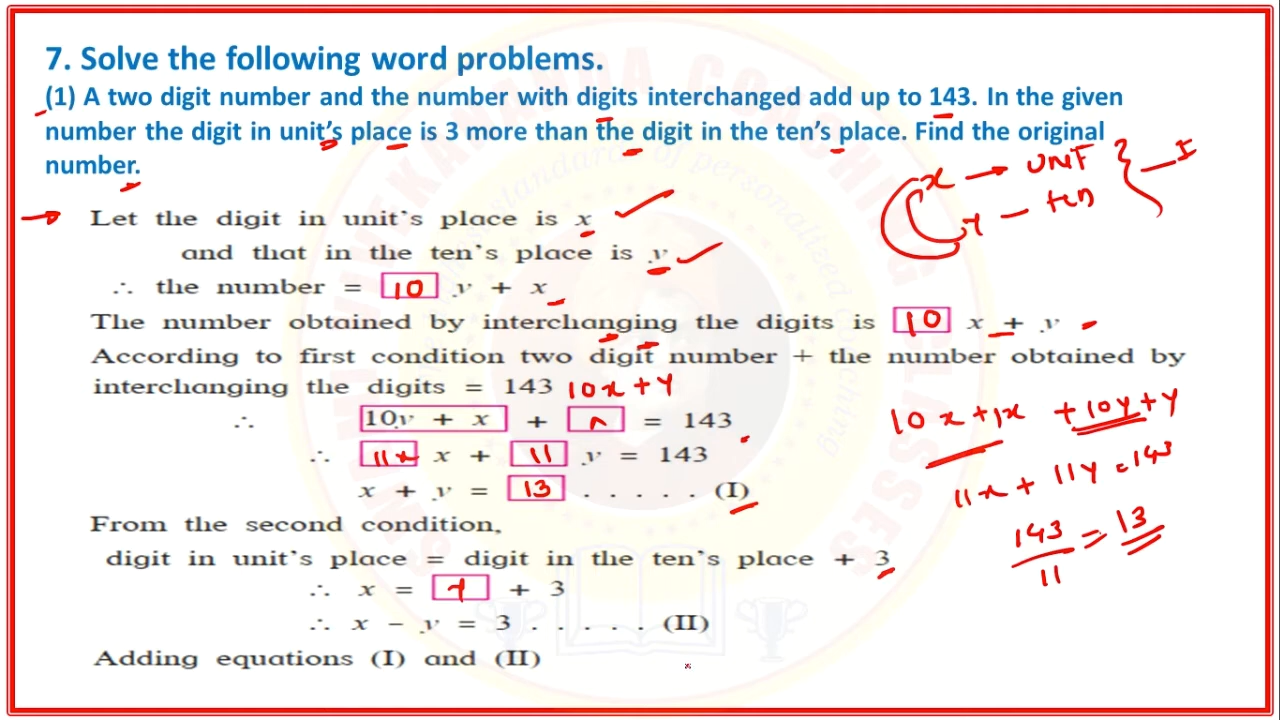 7. Solve the following word problems.
(1) A two digit number and the number with digits interchanged add up to 143. In the given
number the digit in unit's place is 3 more than the digit in the ten's place. Find the original
number.
x → UNIT
y – ten
I
Let the digit in unit's place is x
and that in the ten's place is y
∴ the number = 10 y + x
The number obtained by interchanging the digits is 10 x + y
According to first condition two digit number + the number obtained by
interchanging the digits = 143 10x + y
∴ 10y + x + = 143
∴ 11x x + 11 y = 143
x + y = 13 . . . . . (I)
From the second condition,
digit in unit's place = digit in the ten's place + 3
∴ x = y + 3
∴ x – y = 3 . . . . . (II)
Adding equations (I) and (II)
10x + 1x + 10y + y
11x + 11y = 143
143/11 = 13
COACHING CLASSES